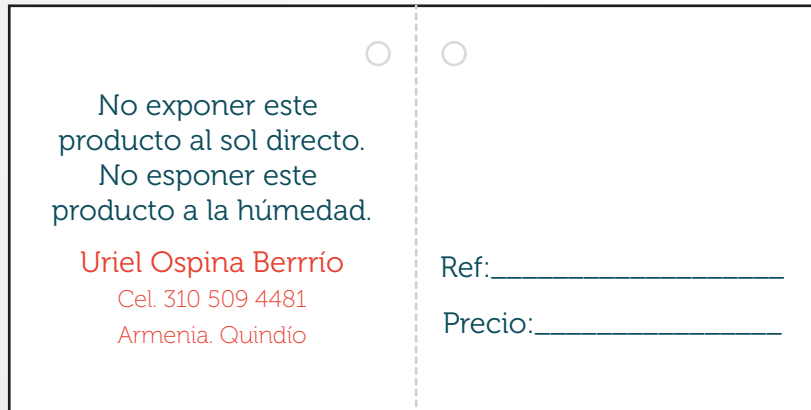 No exponer este
producto al sol directo.
No esponer este
producto a la húmedad.
Uriel Ospina Berrrío
Cel. 310 509 4481
Armenia. Quindío
Ref:___________________
Precio:________________